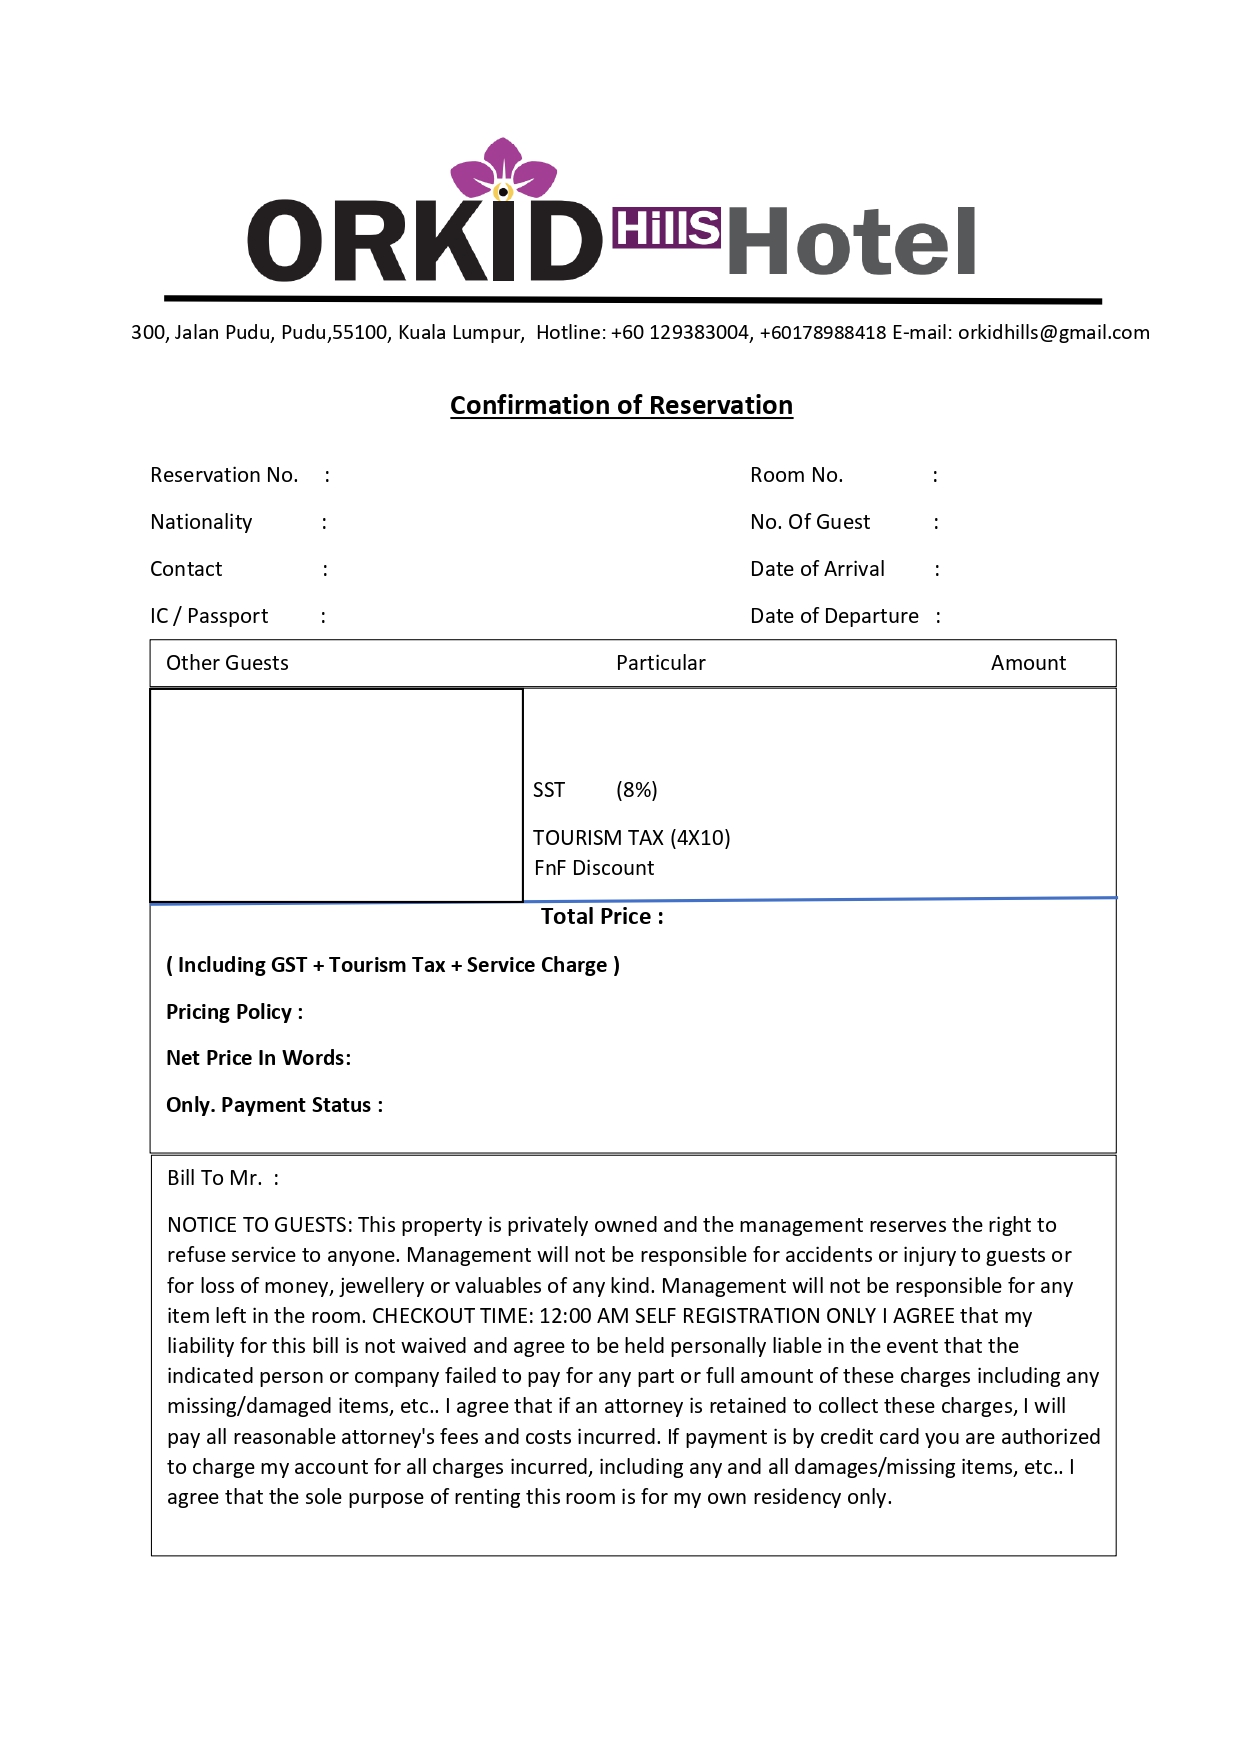 ORKID Hills Hotel
300, Jalan Pudu, Pudu,55100, Kuala Lumpur,  Hotline: +60 129383004, +60178988418 E-mail: orkidhills@gmail.com
Confirmation of Reservation
Reservation No. : Room No. :
Nationality : No. Of Guest :
Contact : Date of Arrival :
IC / Passport : Date of Departure :
Other Guests Particular Amount
SST (8%)
TOURISM TAX (4X10)
FnF Discount
Total Price :
( Including GST + Tourism Tax + Service Charge )
Pricing Policy :
Net Price In Words:
Only. Payment Status :
Bill To Mr. :
NOTICE TO GUESTS: This property is privately owned and the management reserves the right to
refuse service to anyone. Management will not be responsible for accidents or injury to guests or
for loss of money, jewellery or valuables of any kind. Management will not be responsible for any
item left in the room. CHECKOUT TIME: 12:00 AM SELF REGISTRATION ONLY I AGREE that my
liability for this bill is not waived and agree to be held personally liable in the event that the
indicated person or company failed to pay for any part or full amount of these charges including any
missing/damaged items, etc.. I agree that if an attorney is retained to collect these charges, I will
pay all reasonable attorney's fees and costs incurred. If payment is by credit card you are authorized
to charge my account for all charges incurred, including any and all damages/missing items, etc.. I
agree that the sole purpose of renting this room is for my own residency only.